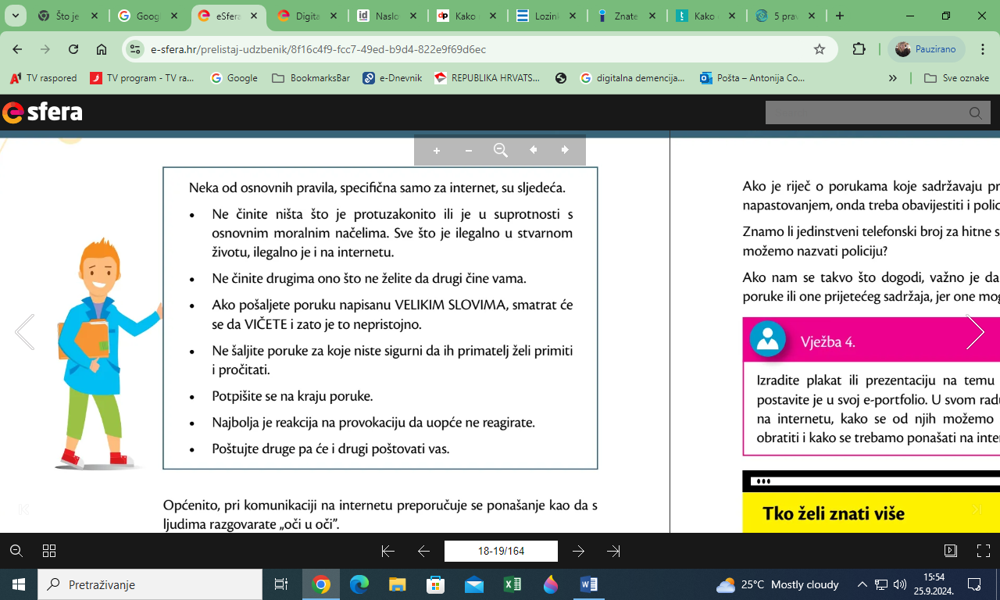 Što je
Googl
eSfera
Digita
Naslo
Kako
Lozink
Znate
Kako
5 prav
e-sfera.hr/prelistaj-udzbenik/8f16c4f9-fcc7-49ed-b9d4-822e9f69d6ec
Pauzirano
TV raspored
TV program - TV ra...
Google
BookmarksBar
e-Dnevnik
REPUBLIKA HRVATS...
digitalna demencija...
Pošta – Antonija Co...
Sve oznake
esfera
Neka od osnovnih pravila, specifična samo za internet, su sljedeća.
• Ne činite ništa što je protuzakonito ili je u suprotnosti s
osnovnim moralnim načelima. Sve što je ilegalno u stvarnom
životu, ilegalno je i na internetu.
• Ne činite drugima ono što ne želite da drugi čine vama.
• Ako pošaljete poruku napisanu VELIKIM SLOVIMA, smatrat će
se da VIČETE i zato je to nepristojno.
• Ne šaljite poruke za koje niste sigurni da ih primatelj želi primiti
i pročitati.
• Potpišite se na kraju poruke.
• Najbolja je reakcija na provokaciju da uopće ne reagirate.
• Poštujte druge pa će i drugi poštovati vas.
Općenito, pri komunikaciji na internetu preporučuje se ponašanje kao da s
ljudima razgovarate „oči u oči”.
Ako je riječ o porukama koje sadržavaju pr
napastovanjem, onda treba obavijestiti i polic
Znamo li jedinstveni telefonski broj za hitne s
možemo nazvati policiju?
Ako nam se takvo što dogodi, važno je da
poruke ili one prijetećeg sadržaja, jer one mog
Vježba 4.
Izradite plakat ili prezentaciju na temu
postavite je u svoj e-portfolio. U svom radu
na internetu, kako se od njih možemo
obratiti i kako se trebamo ponašati na inte
Tko želi znati više
18-19/164
Pretraživanje
25°C Mostly cloudy
15:54
25.9.2024.